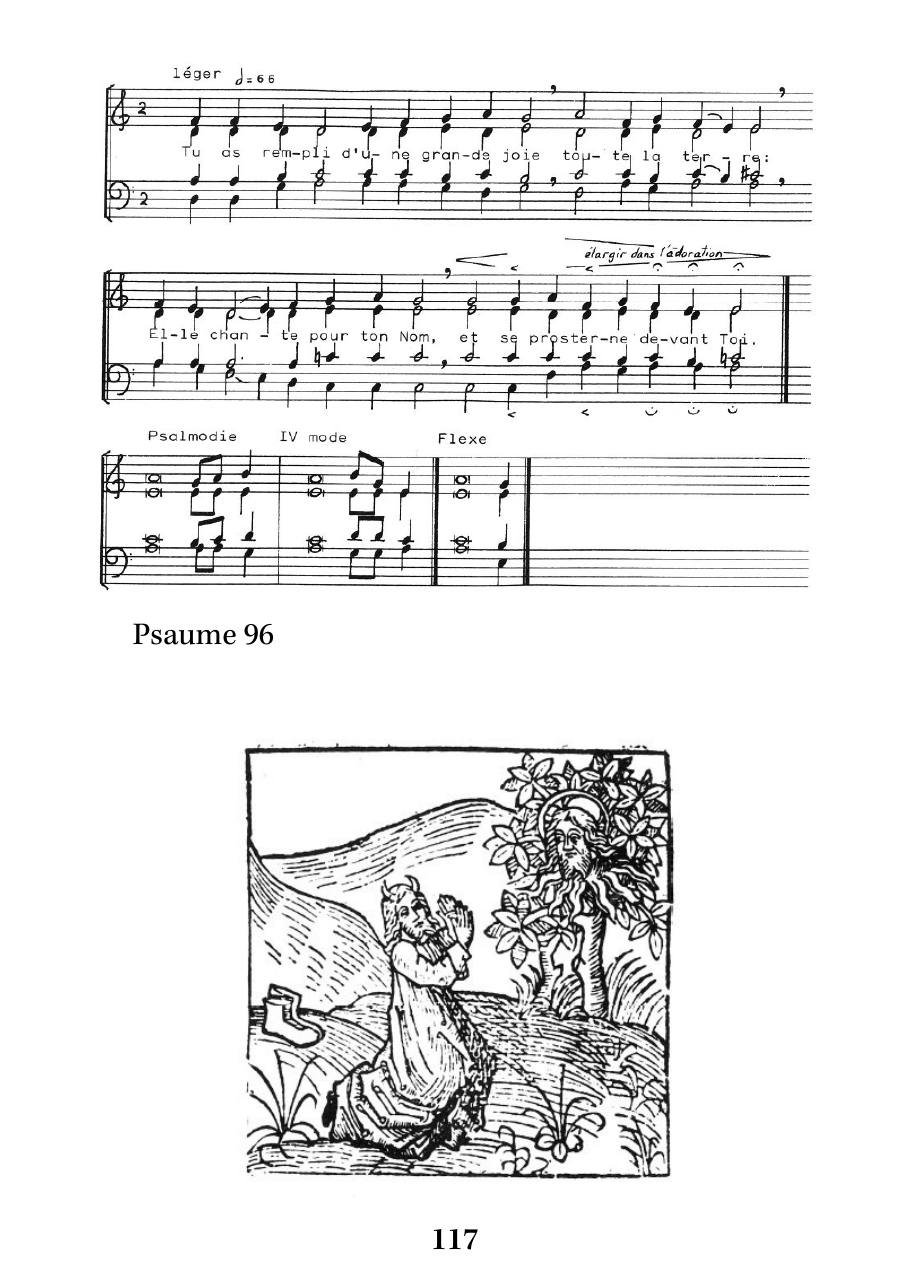 léger 𝅗𝅥=66
2
Tu as rem-pli d'u-ne gran-de joie tou-te la ter-re:
2
élargir dans l'adoration
El-le chan-te pour ton Nom, et se proster-ne de-vant Toi.
Psalmodie IV mode Flexe
Psaume 96
117